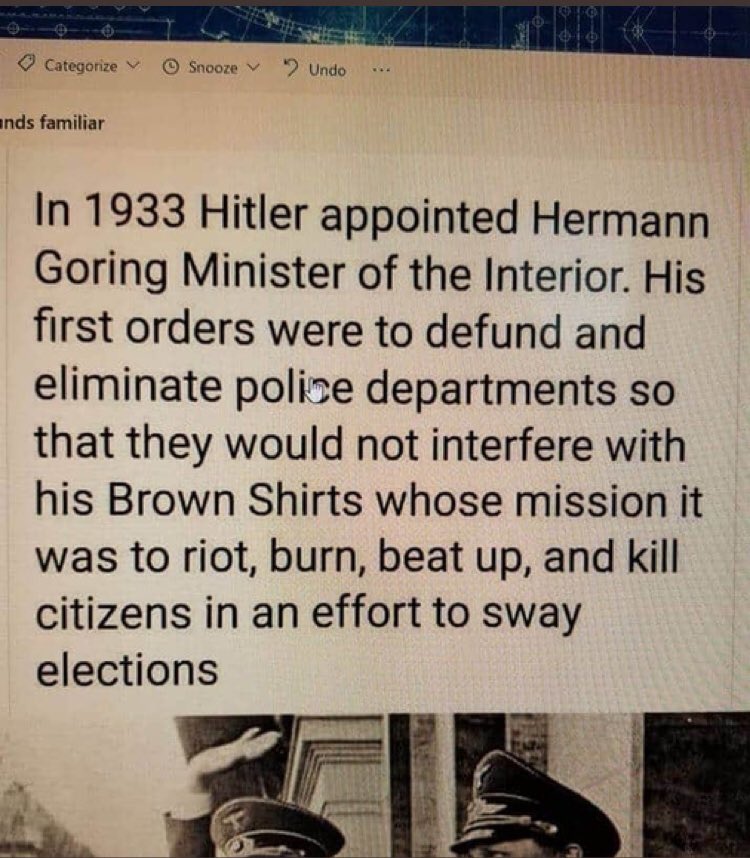 Categorize Snooze Undo ...
nds familiar
In 1933 Hitler appointed Hermann
Goring Minister of the Interior. His
first orders were to defund and
eliminate police departments so
that they would not interfere with
his Brown Shirts whose mission it
was to riot, burn, beat up, and kill
citizens in an effort to sway
elections